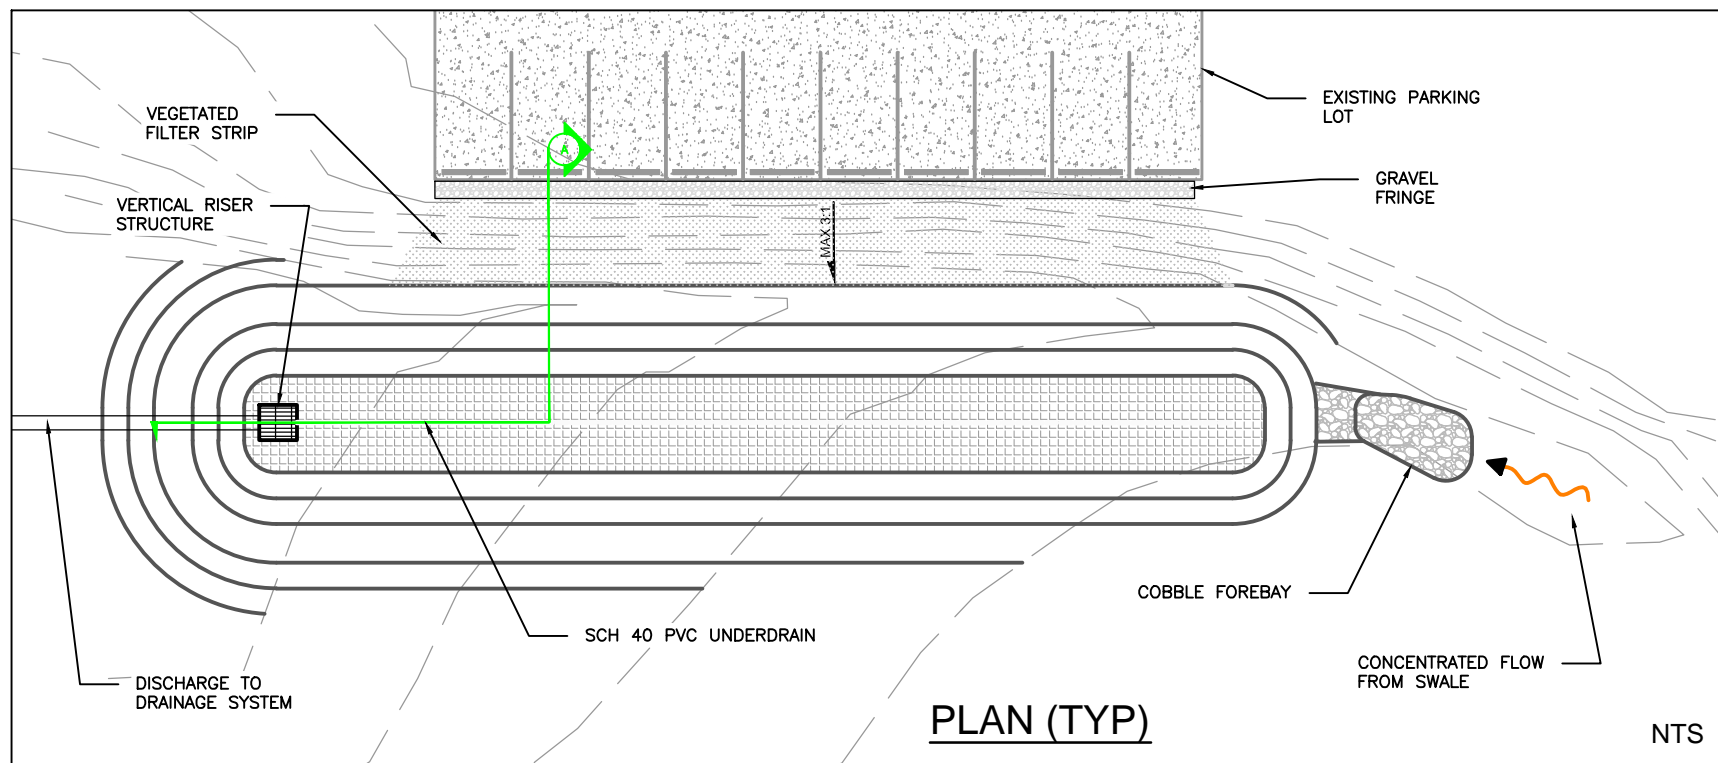 VEGETATED
FILTER STRIP
EXISTING PARKING
LOT
A
GRAVEL
FRINGE
VERTICAL RISER
STRUCTURE
MAX 3:1
COBBLE FOREBAY
SCH 40 PVC UNDERDRAIN
CONCENTRATED FLOW
FROM SWALE
DISCHARGE TO
DRAINAGE SYSTEM
PLAN (TYP)
NTS